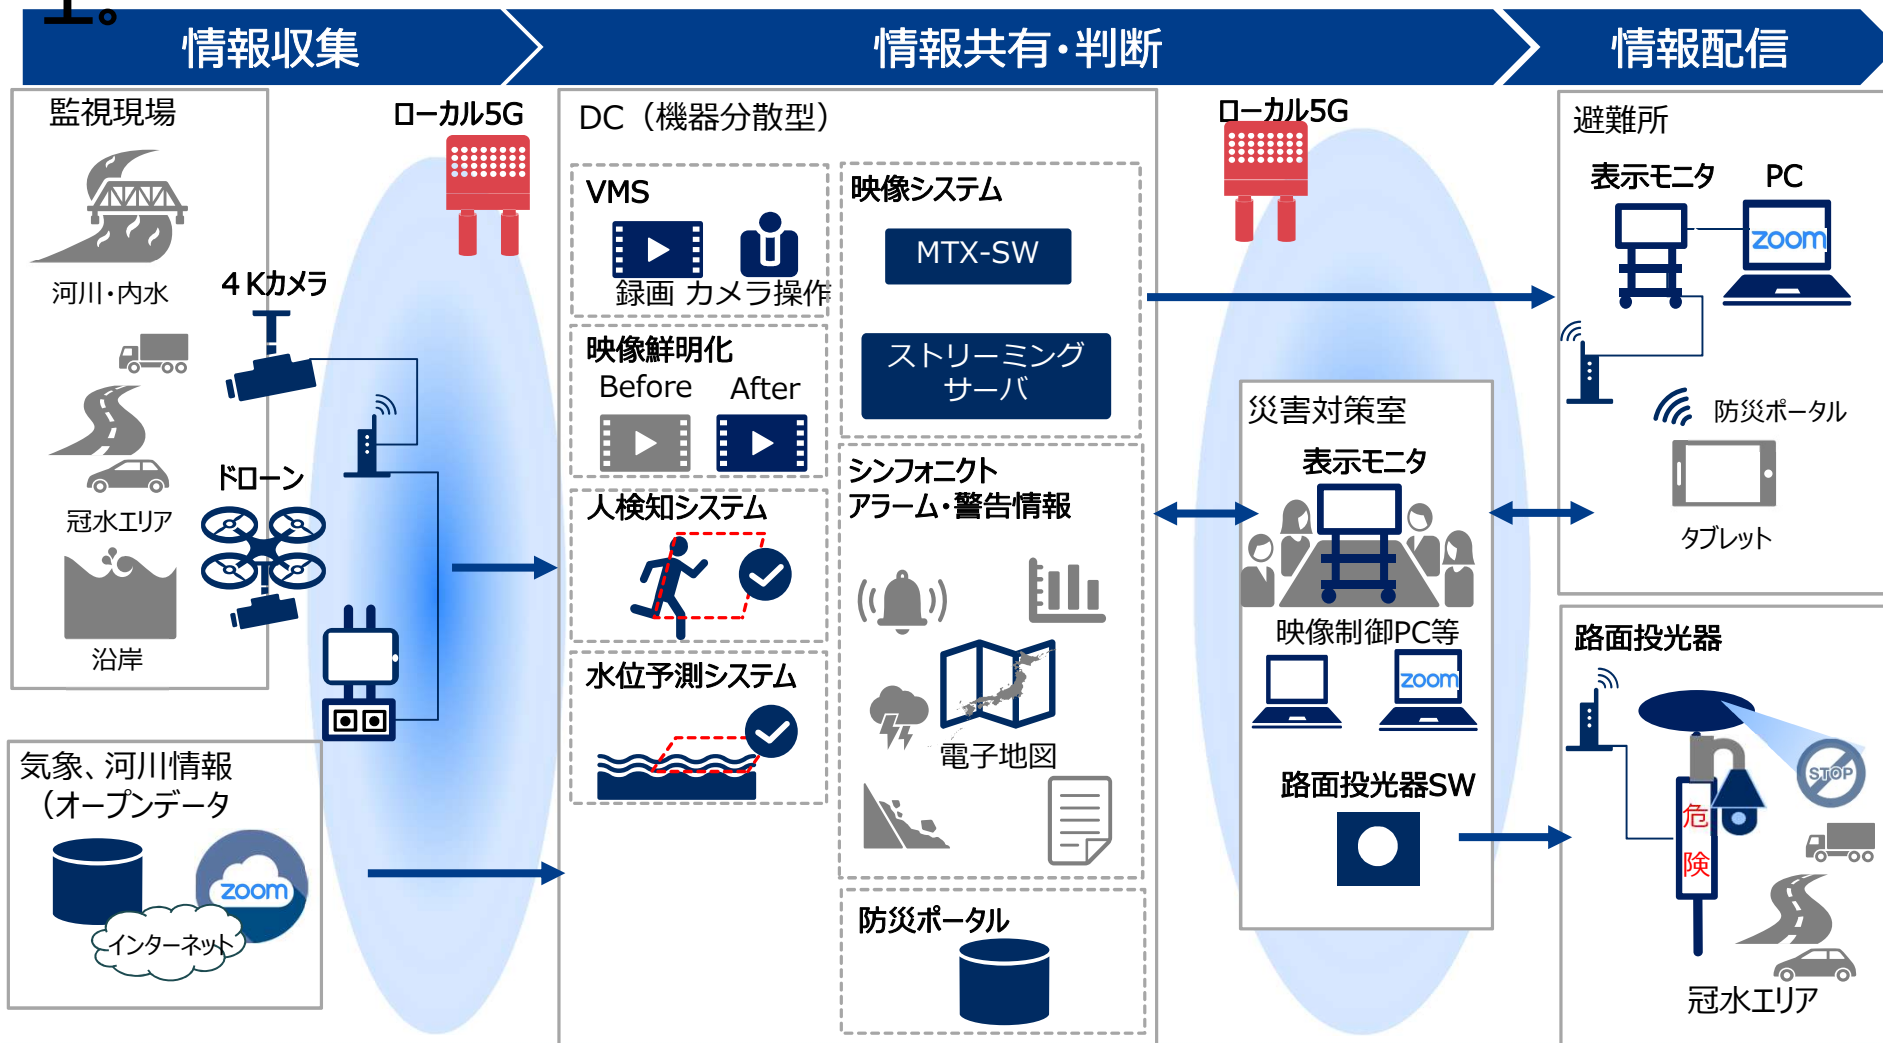 情報収集
情報共有・判断
情報配信
監視現場
河川・内水
冠水エリア
沿岸
4Kカメラ
ドローン
ローカル5G
気象、河川情報
(オープンデータ
zoom
インターネット
DC(機器分散型)
VMS
録画 カメラ操作
映像鮮明化
Before After
人検知システム
水位予測システム
映像システム
MTX-SW
ストリーミング
サーバ
シンフォニクト
アラーム・警告情報
電子地図
防災ポータル
ローカル5G
災害対策室
表示モニタ
映像制御PC等
zoom
路面投光器SW
避難所
表示モニタ PC
zoom
防災ポータル
タブレット
路面投光器
STOP
危
険
冠水エリア